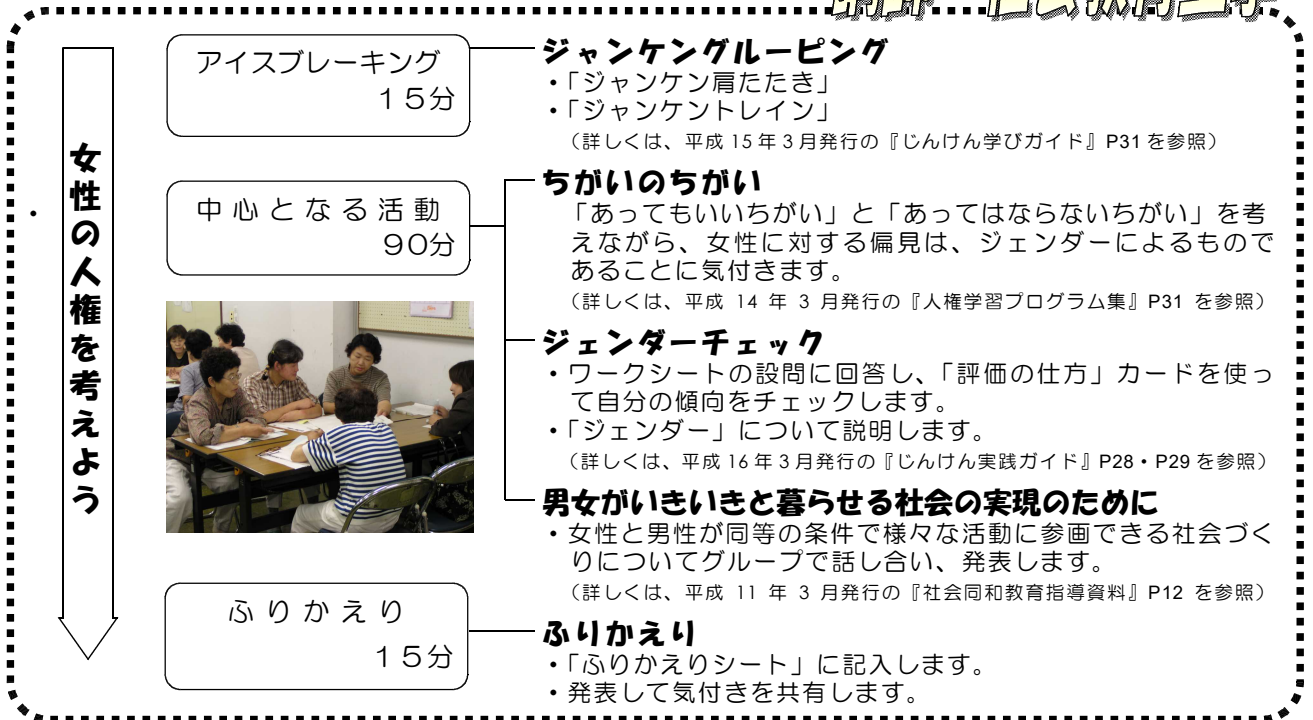 女性の人権を考えよう
アイスブレーキング
15分
ジャンケングルーピング
・「ジャンケン肩たたき」
・「ジャンケントレイン」
（詳しくは、平成 15 年 3 月発行の『じんけん学びガイド』P31 を参照）
中心となる活動
90分
ちがいのちがい
「あってもいいちがい」と「あってはならないちがい」を考
えながら、女性に対する偏見は、ジェンダーによるもので
あることに気付きます。
（詳しくは、平成 14 年 3 月発行の『人権学習プログラム集』P31 を参照）
ジェンダーチェック
・ワークシートの設問に回答し、「評価の仕方」カードを使っ
て自分の傾向をチェックします。
・「ジェンダー」について説明します。
（詳しくは、平成 16 年 3 月発行の『じんけん実践ガイド』P28・P29 を参照）
男女がいきいきと暮らせる社会の実現のために
・女性と男性が同等の条件で様々な活動に参画できる社会づく
りについてグループで話し合い、発表します。
（詳しくは、平成 11 年 3 月発行の『社会同和教育指導資料』P12 を参照）
ふりかえり
15分
ふりかえり
・「ふりかえりシート」に記入します。
・発表して気付きを共有します。